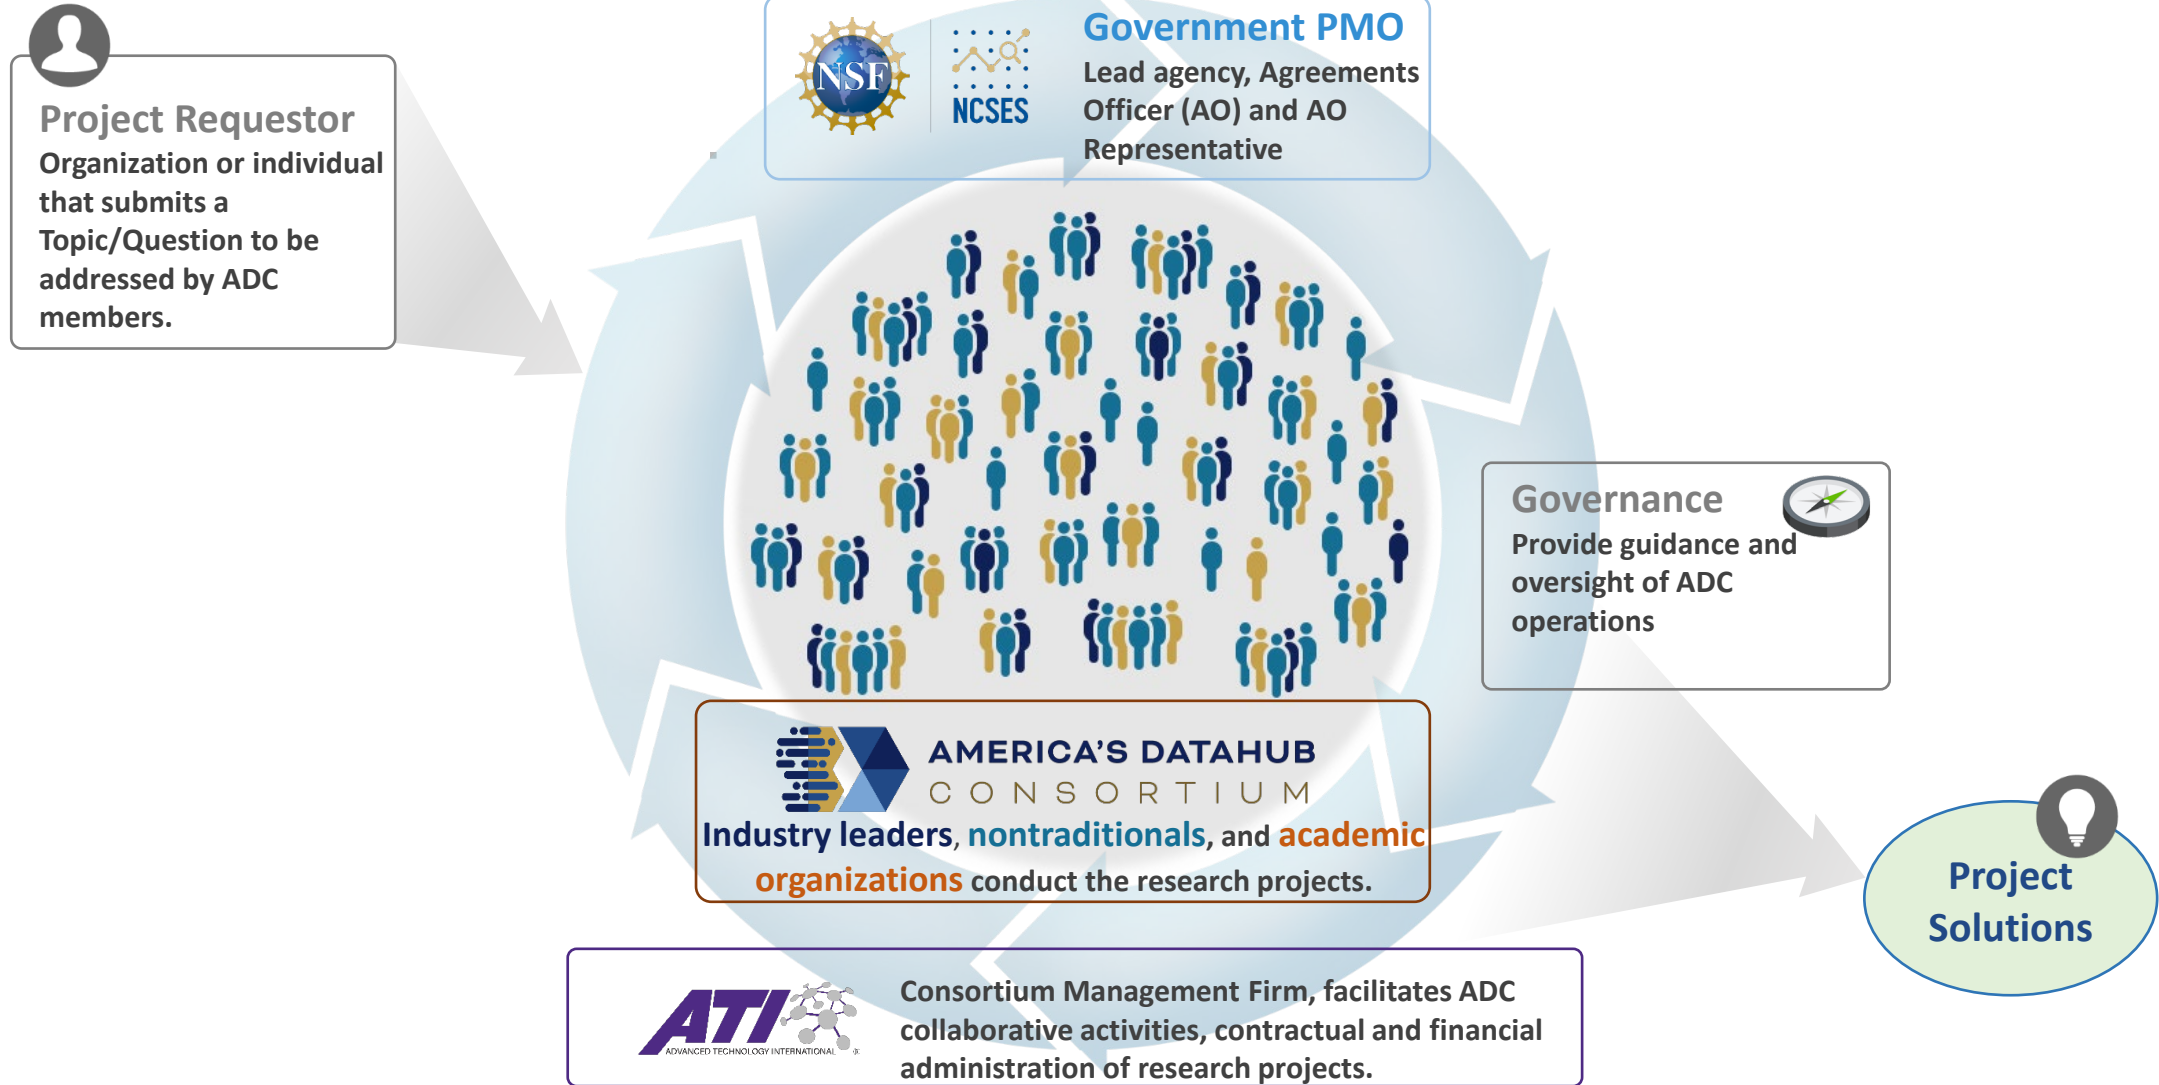 Project Requestor
Organization or individual
that submits a
Topic/Question to be
addressed by ADC
members.
NSF
NCSES
Government PMO
Lead agency, Agreements
Officer (AO) and AO
Representative
Governance
Provide guidance and
oversight of ADC
operations
AMERICA'S DATAHUB
CONSORTIUM
Industry leaders, nontraditionals, and academic
organizations conduct the research projects.
Project
Solutions
ATI
ADVANCED TECHNOLOGY INTERNATIONAL
Consortium Management Firm, facilitates ADC
collaborative activities, contractual and financial
administration of research projects.